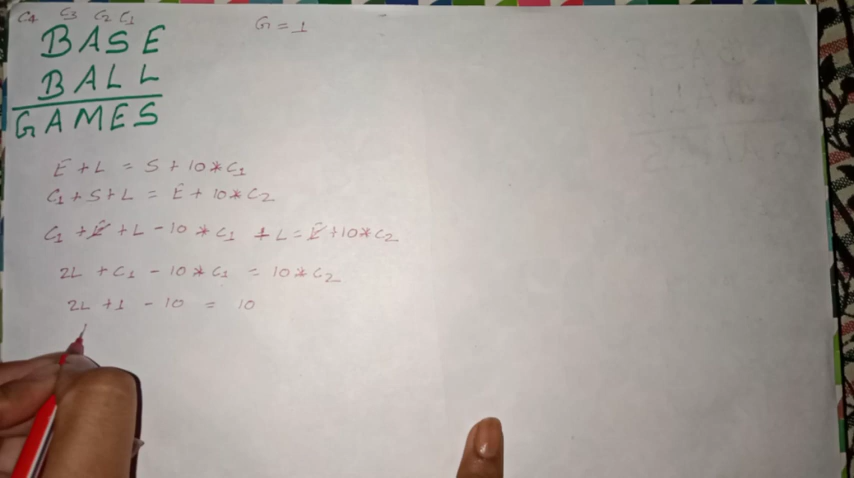 C4 C3 C2 C1
G = 1
BASE
BALL
GAMES
E + L = S + 10*C1
C1 + S + L = E + 10*C2
C1 + E + L - 10*C1 + L = E + 10*C2
2L + C1 - 10*C1 = 10*C2
2L + 1 - 10 = 10